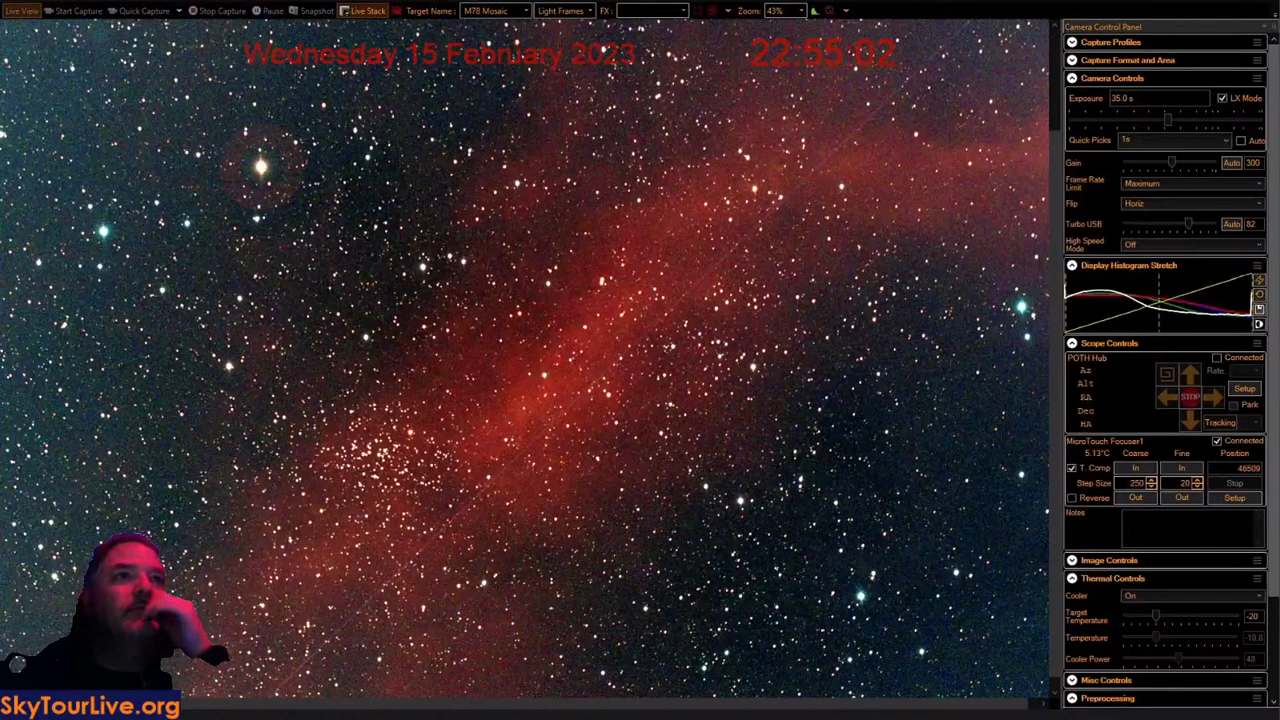 Live View Start Capture Quick Capture Stop Capture Pause Snapshot Live Stack Target Name: M78 Mosaic Light Frames FX: Zoom: 43%
Wednesday 15 February 2023 22:55:02
Camera Control Panel
Capture Profiles
Capture Format and Area
Camera Controls
Exposure 35.0 s LX Mode
Quick Picks 1s Auto
Gain Auto 300
Frame Rate Limit Maximum
Flip Horiz
Turbo USB Auto 82
High Speed Mode Off
Display Histogram Stretch
Scope Controls
POTH Hub Connected
Az Rate
Alt Setup
RA STOP
Park
Dec
HA Tracking
MicroTouch Focuser1 Connected
5.13°C Coarse Fine Position
T. Comp In In 46509
Step Size 250 20 Stop
Reverse Out Out Setup
Notes
Image Controls
Thermal Controls
Cooler On
Target Temperature -20
Temperature -19.8
Cooler Power 48
Misc Controls
Preprocessing
SkyTourLive.org